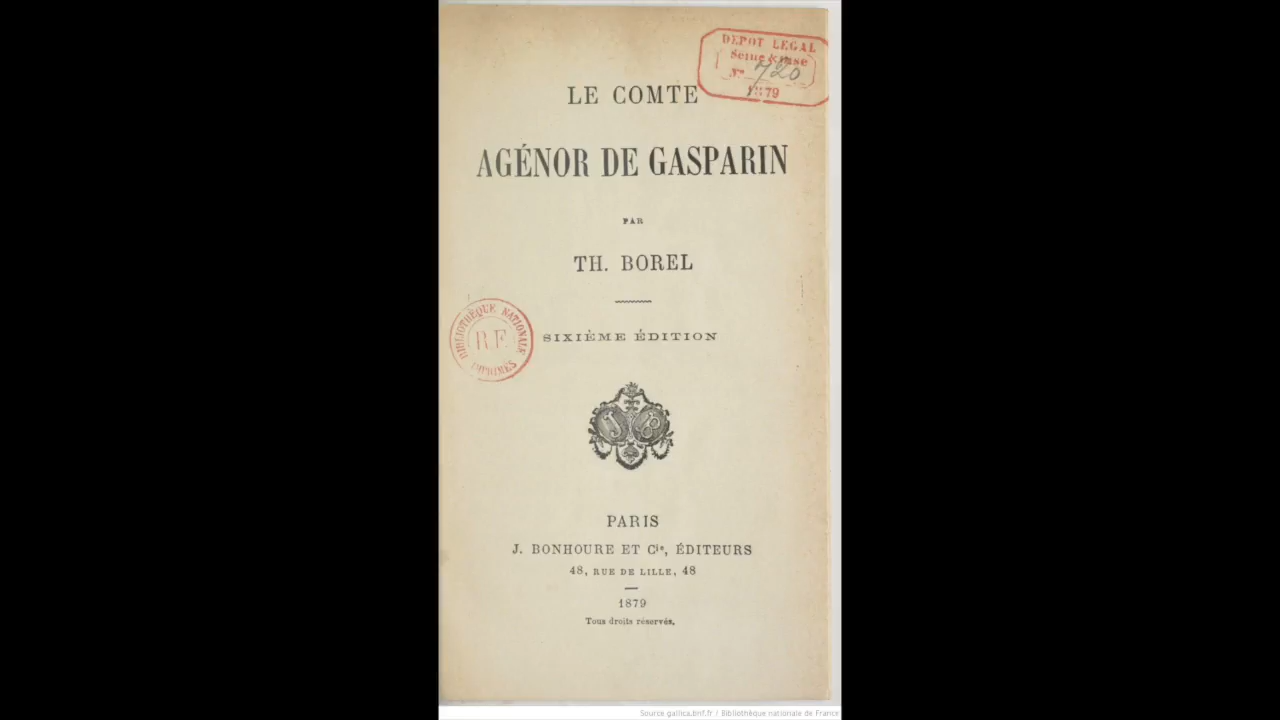 DEPOT LEGAL
Seine & Oise
No 720
1879
LE COMTE
AGÉNOR DE GASPARIN
PAR
TH. BOREL
BIBLIOTHÈQUE NATIONALE
R.F.
IMPRIMÉS
SIXIÈME ÉDITION
J B
PARIS
J. BONHOURE ET Cie, ÉDITEURS
48, RUE DE LILLE, 48
1879
Tous droits réservés.
Source gallica.bnf.fr / Bibliothèque nationale de France